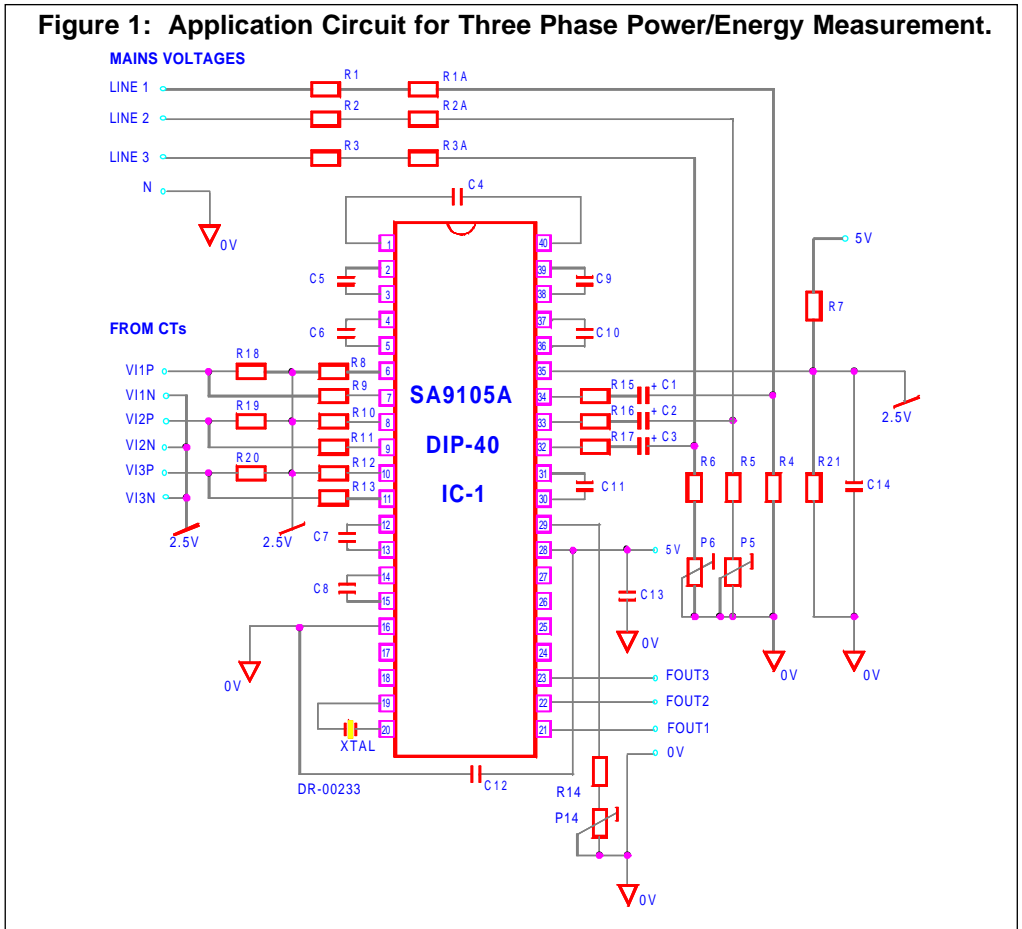 Figure 1: Application Circuit for Three Phase Power/Energy Measurement.
MAINS VOLTAGES
LINE 1
R1
R1A
LINE 2
R2
R2A
LINE 3
R3
R3A
N
0V
C4
1
40
2
39
C5
C9
3
38
5V
4
37
R7
FROM CTs
C6
C10
5
36
VI1P
R18
R8
6
35
VI1N
R9
7
SA9105A
34
R15
+ C1
2.5V
VI2P
R19
R10
8
33
R16
+ C2
VI2N
R11
9
DIP-40
32
R17
+ C3
VI3P
R20
R12
10
31
R6
R5
R4
R21
VI3N
R13
11
IC-1
30
C11
C14
2.5V
2.5V
12
29
C7
13
28
5V
P6
P5
14
27
C8
C13
15
26
16
25
0V
17
24
0V
0V
0V
18
23
FOUT3
19
22
FOUT2
20
21
FOUT1
XTAL
0V
DR-00233
C12
R14
P14
0V